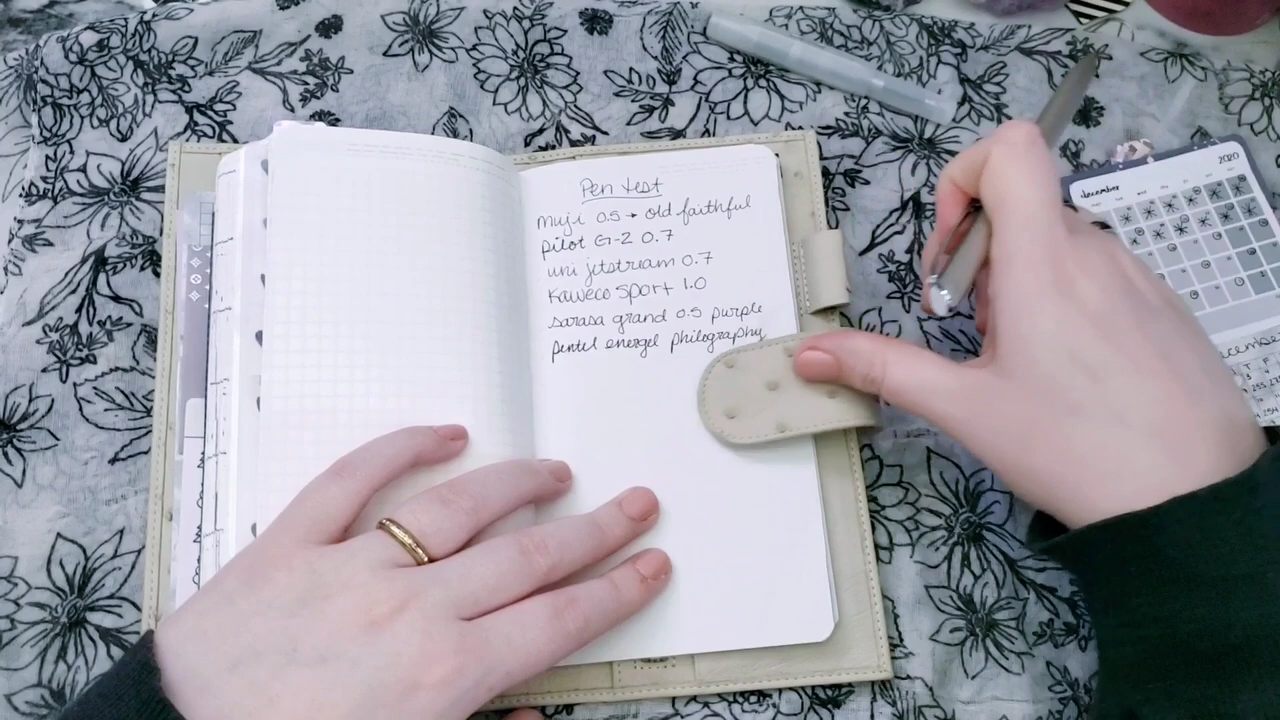 Pen test
muji 0.5 → old faithful
pilot G-2 0.7
uni jetstream 0.7
Kaweco Sport 1.0
sarasa grand 0.5 purple
pentel energel philography
2020
december